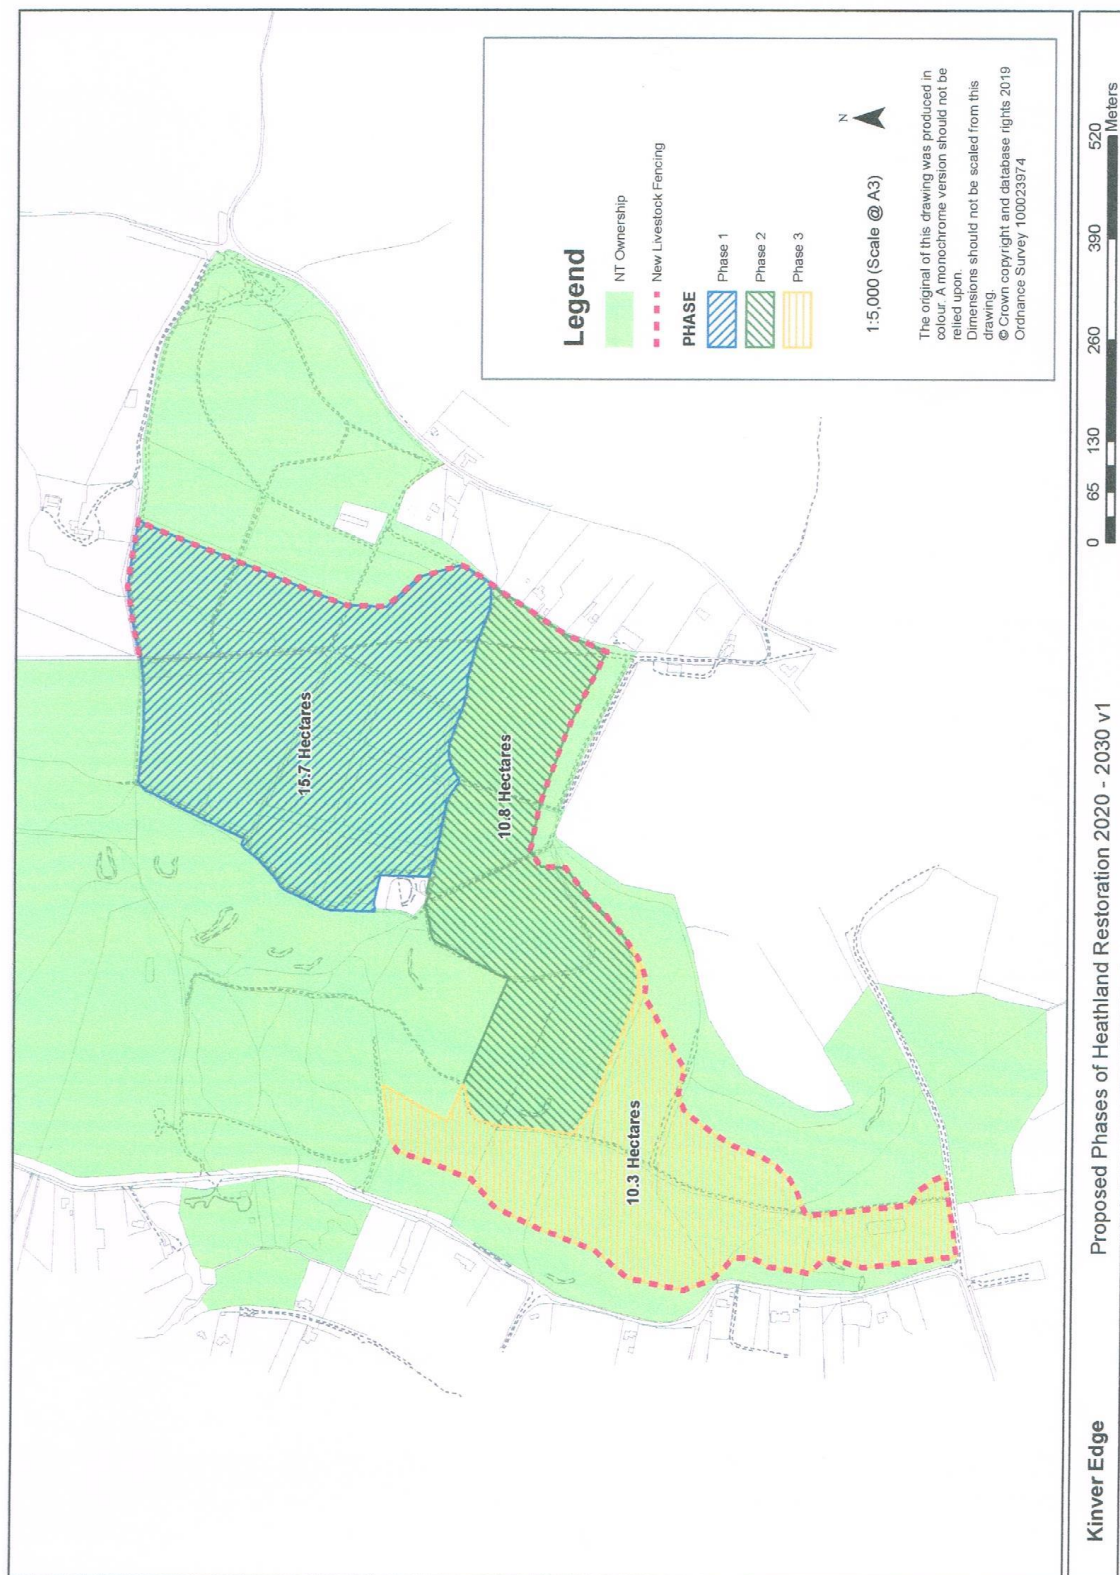 15.7 Hectares
10.8 Hectares
10.3 Hectares
Legend
NT Ownership
New Livestock Fencing
PHASE
Phase 1
Phase 2
Phase 3
N
1:5,000 (Scale @ A3)
The original of this drawing was produced in
colour. A monochrome version should not be
relied upon.
Dimensions should not be scaled from this
drawing.
© Crown copyright and database rights 2019
Ordnance Survey 100023974
Kinver Edge
Proposed Phases of Heathland Restoration 2020 - 2030 v1
0 65 130 260 390 520
Meters